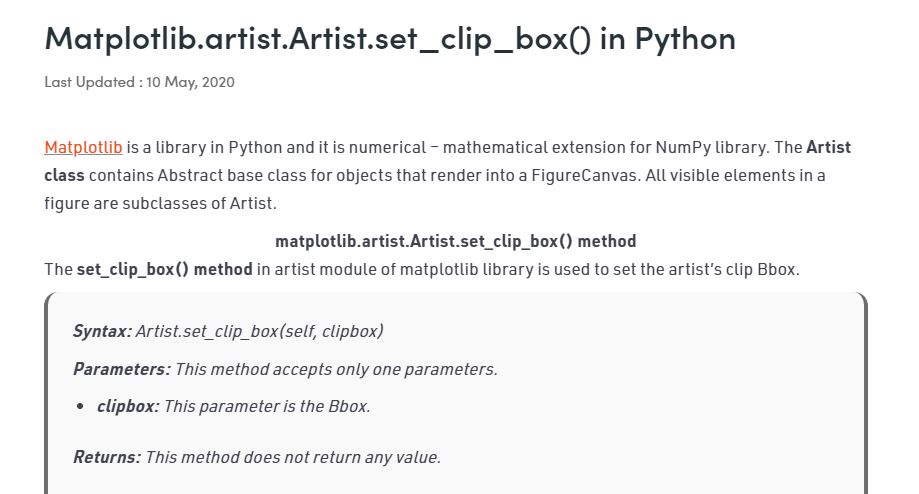 Matplotlib.artist.Artist.set_clip_box() in Python
Last Updated : 10 May, 2020
Matplotlib is a library in Python and it is numerical – mathematical extension for NumPy library. The Artist
class contains Abstract base class for objects that render into a FigureCanvas. All visible elements in a
figure are subclasses of Artist.
matplotlib.artist.Artist.set_clip_box() method
The set_clip_box() method in artist module of matplotlib library is used to set the artist's clip Bbox.
Syntax: Artist.set_clip_box(self, clipbox)
Parameters: This method accepts only one parameters.
• clipbox: This parameter is the Bbox.
Returns: This method does not return any value.